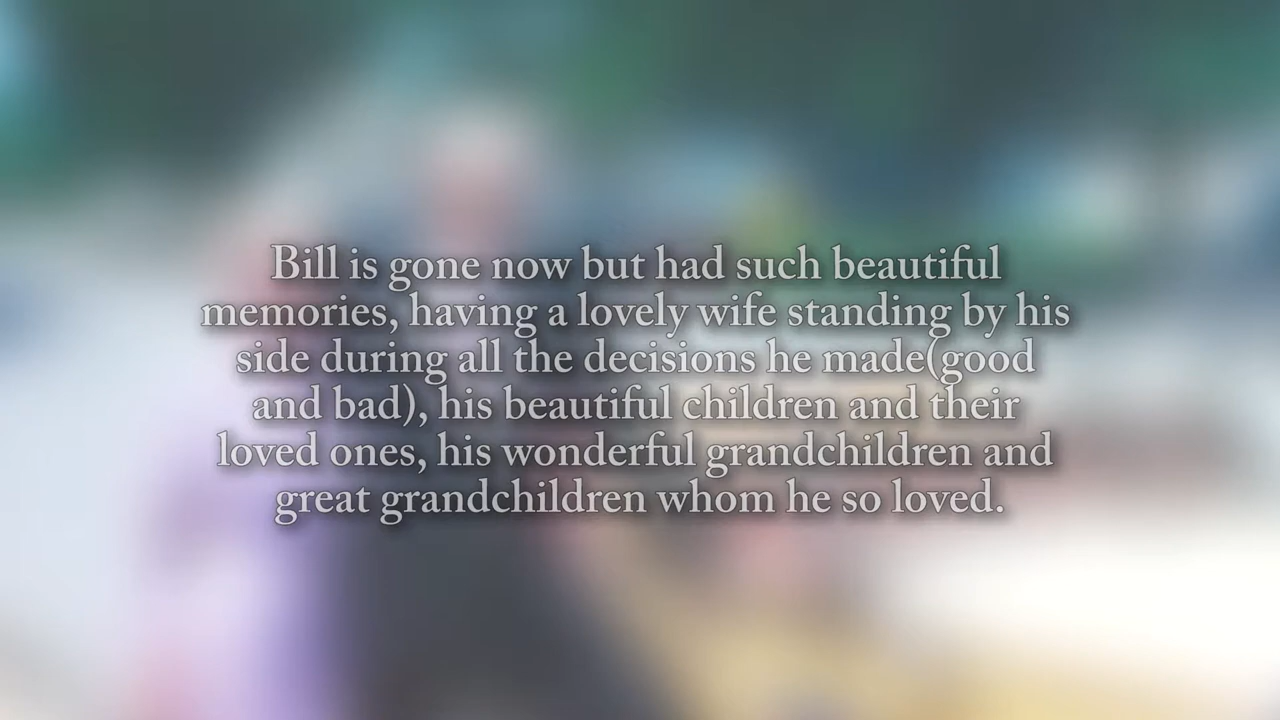 Bill is gone now but had such beautiful
memories, having a lovely wife standing by his
side during all the decisions he made(good
and bad), his beautiful children and their
loved ones, his wonderful grandchildren and
great grandchildren whom he so loved.